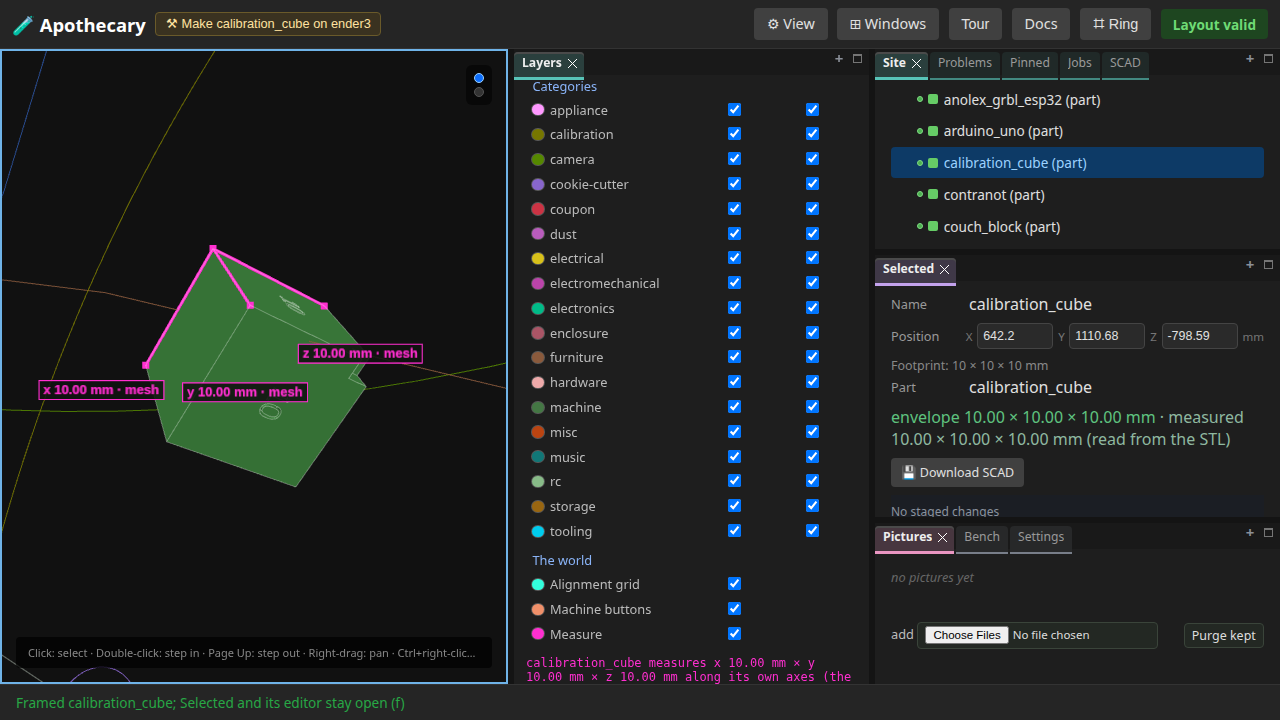 Apothecary
Make calibration_cube on ender3
View
Windows
Tour
Docs
Ring
Layout valid
x 10.00 mm · mesh
y 10.00 mm · mesh
z 10.00 mm · mesh
Click: select · Double-click: step in · Page Up: step out · Right-drag: pan · Ctrl+right-clic...
Layers
Categories
appliance
calibration
camera
cookie-cutter
coupon
dust
electrical
electromechanical
electronics
enclosure
furniture
hardware
machine
misc
music
rc
storage
tooling
The world
Alignment grid
Machine buttons
Measure
calibration_cube measures x 10.00 mm × y
10.00 mm × z 10.00 mm along its own axes (the
Site
Problems
Pinned
Jobs
SCAD
anolex_grbl_esp32 (part)
arduino_uno (part)
calibration_cube (part)
contranot (part)
couch_block (part)
Selected
Name calibration_cube
Position X 642.2 Y 1110.68 Z -798.59 mm
Footprint: 10 × 10 × 10 mm
Part calibration_cube
envelope 10.00 × 10.00 × 10.00 mm · measured
10.00 × 10.00 × 10.00 mm (read from the STL)
Download SCAD
No staged changes
Pictures
Bench
Settings
no pictures yet
add Choose Files No file chosen
Purge kept
Framed calibration_cube; Selected and its editor stay open (f)